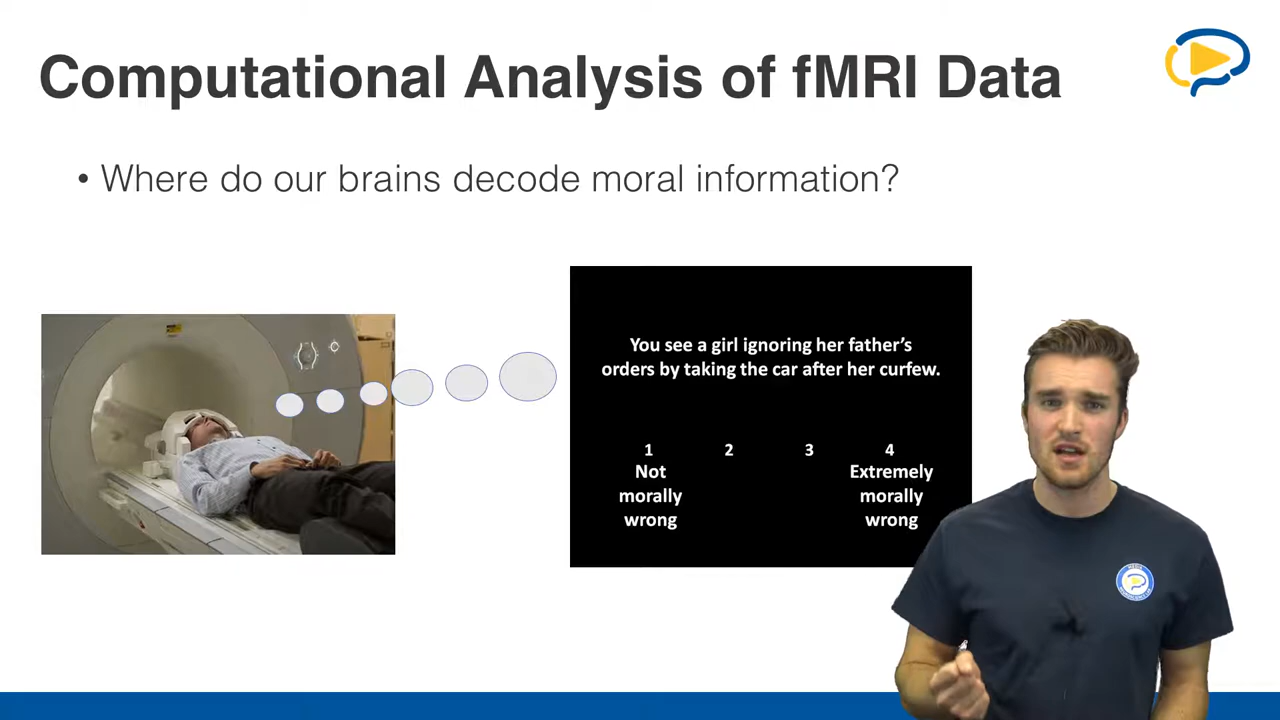 Computational Analysis of fMRI Data
• Where do our brains decode moral information?
You see a girl ignoring her father's
orders by taking the car after her curfew.
1 2 3 4
Not Extremely
morally morally
wrong wrong